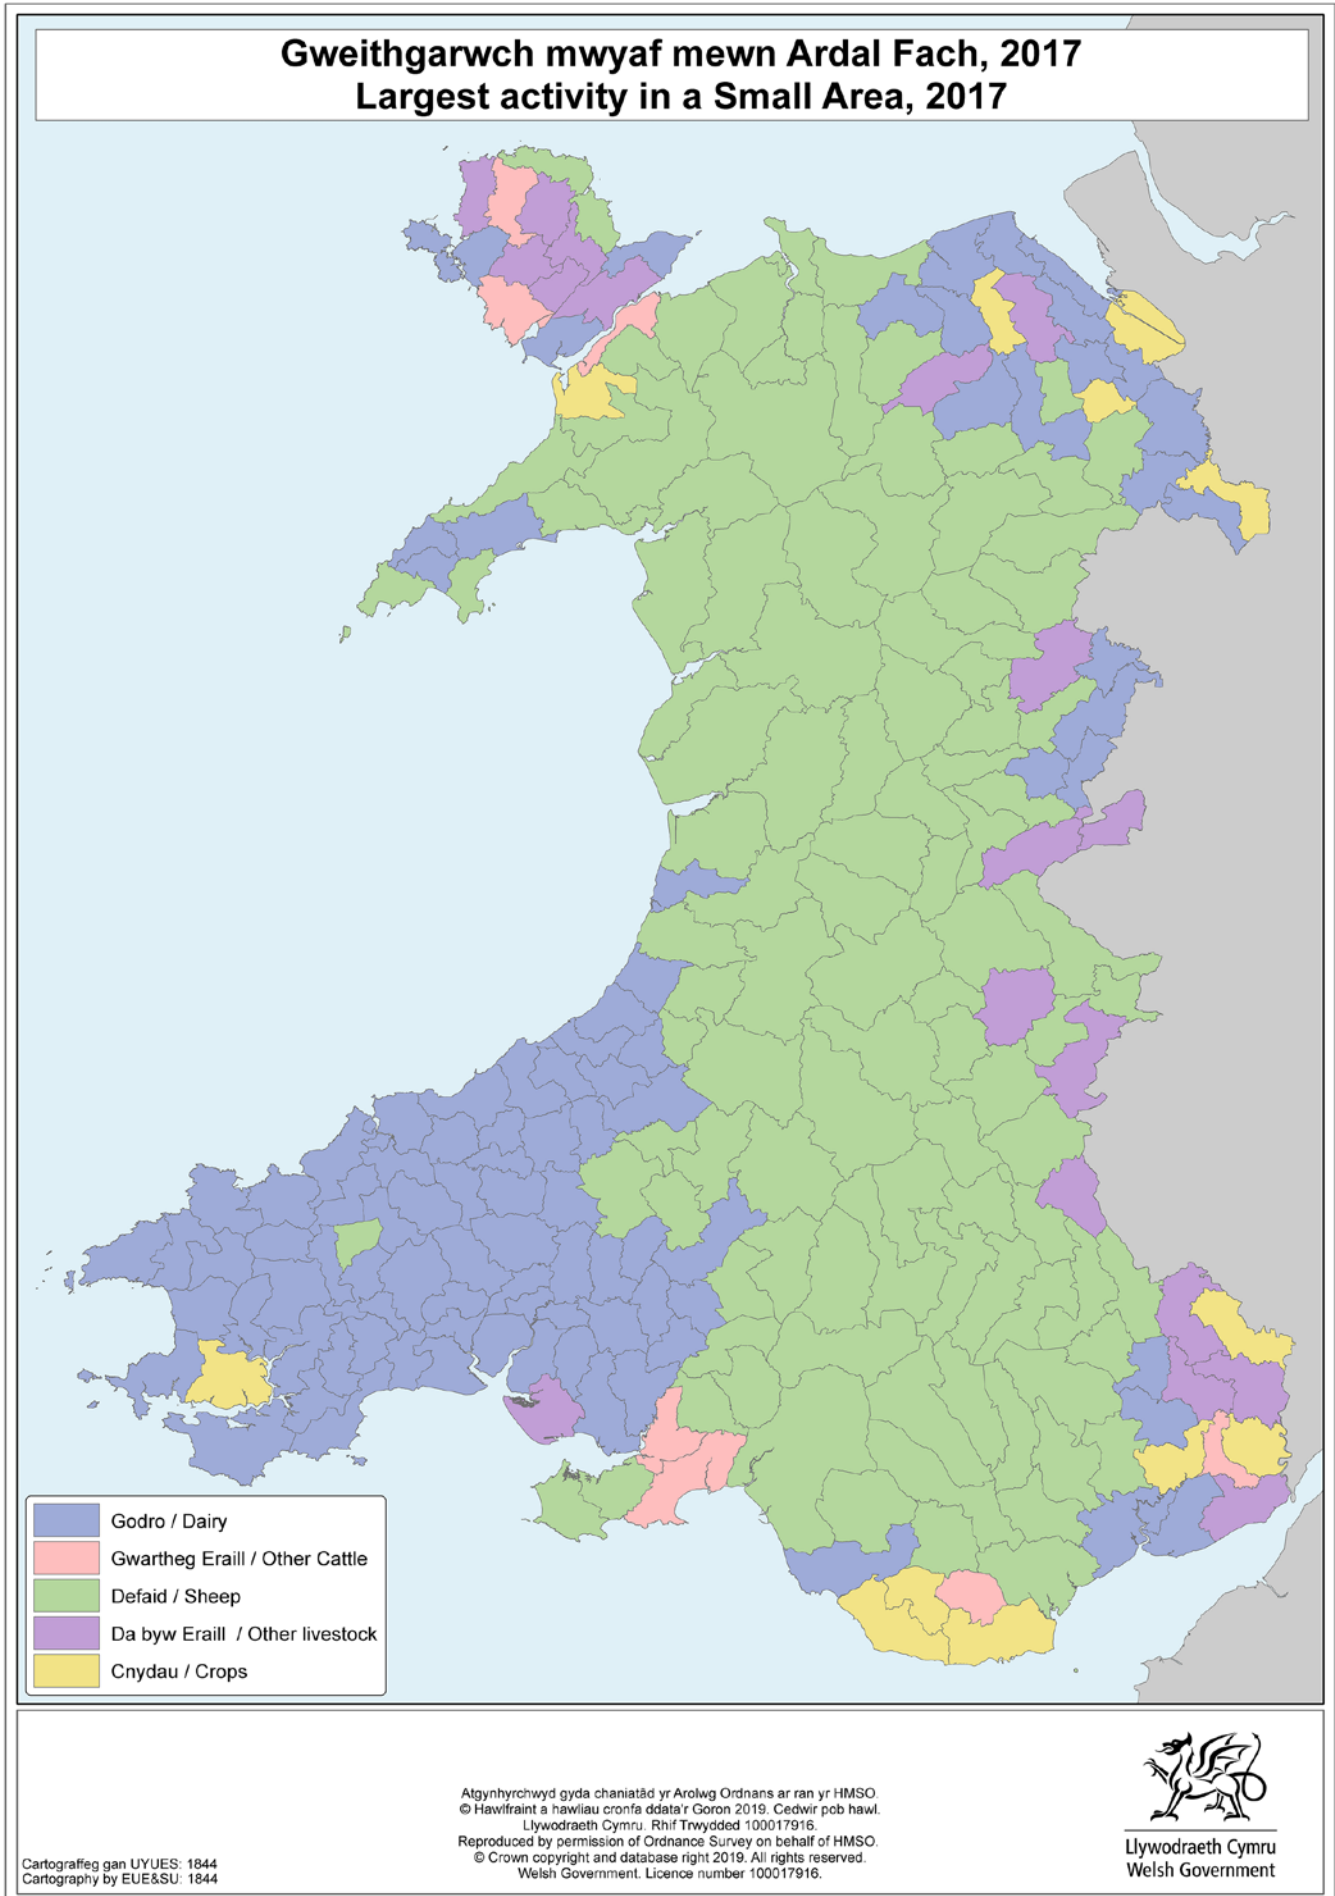 Gweithgarwch mwyaf mewn Ardal Fach, 2017
Largest activity in a Small Area, 2017
Godro / Dairy
Gwartheg Eraill / Other Cattle
Defaid / Sheep
Da byw Eraill / Other livestock
Cnydau / Crops
Cartograffeg gan UYUES: 1844
Cartography by EUE&SU: 1844
Atgynhyrchwyd gyda chaniatâd yr Arolwg Ordnans ar ran yr HMSO.
© Hawlfraint a hawliau cronfa ddata'r Goron 2019. Cedwir pob hawl.
Llywodraeth Cymru. Rhif Trwydded 100017916.
Reproduced by permission of Ordnance Survey on behalf of HMSO.
© Crown copyright and database right 2019. All rights reserved.
Welsh Government. Licence number 100017916.
Llywodraeth Cymru
Welsh Government